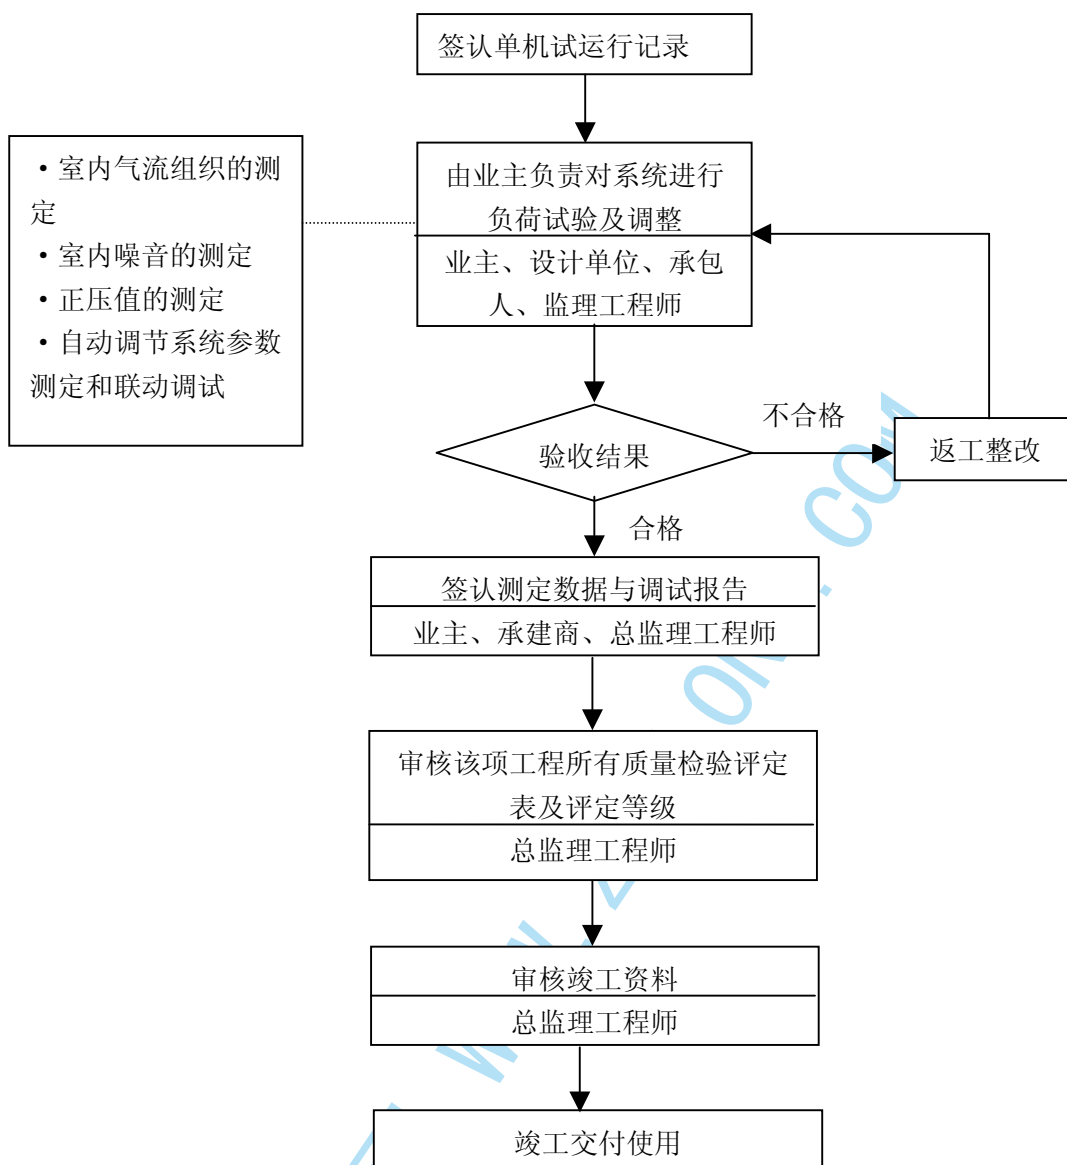 签认单机试运行记录
·室内气流组织的测
定
·室内噪音的测定
·正压值的测定
·自动调节系统参数
测定和联动调试
由业主负责对系统进行
负荷试验及调整
业主、设计单位、承包
人、监理工程师
不合格
验收结果
返工整改
合格
签认测定数据与调试报告
业主、承建商、总监理工程师
审核该项工程所有质量检验评定
表及评定等级
总监理工程师
审核竣工资料
总监理工程师
竣工交付使用